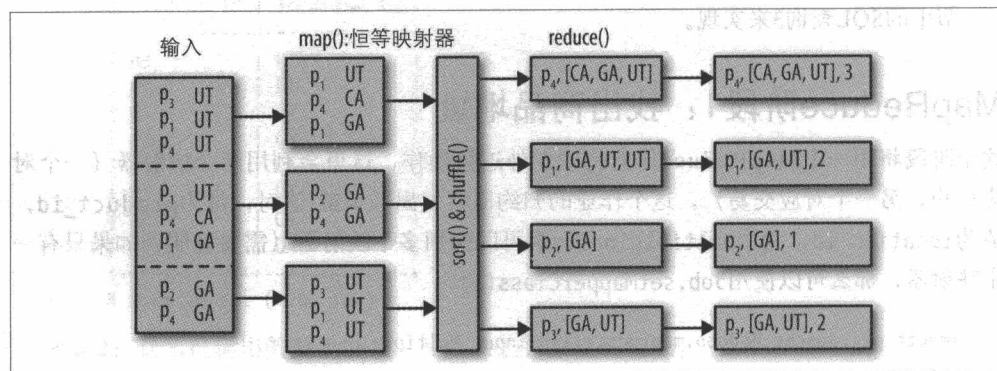 输入
map():恒等映射器
reduce()
p₃ UT
p₁ UT
p₄ UT
p₁ UT
p₄ CA
p₁ GA
p₂ GA
p₄ GA
p₁ UT
p₄ CA
p₁ GA
p₂ GA
p₄ GA
p₃ UT
p₁ UT
p₄ UT
sort() & shuffle()
p₄, [CA, GA, UT]
p₄, [CA, GA, UT], 3
p₁, [GA, UT, UT]
p₁, [GA, UT], 2
p₂, [GA]
p₂, [GA], 1
p₃, [GA, UT]
p₃, [GA, UT], 2